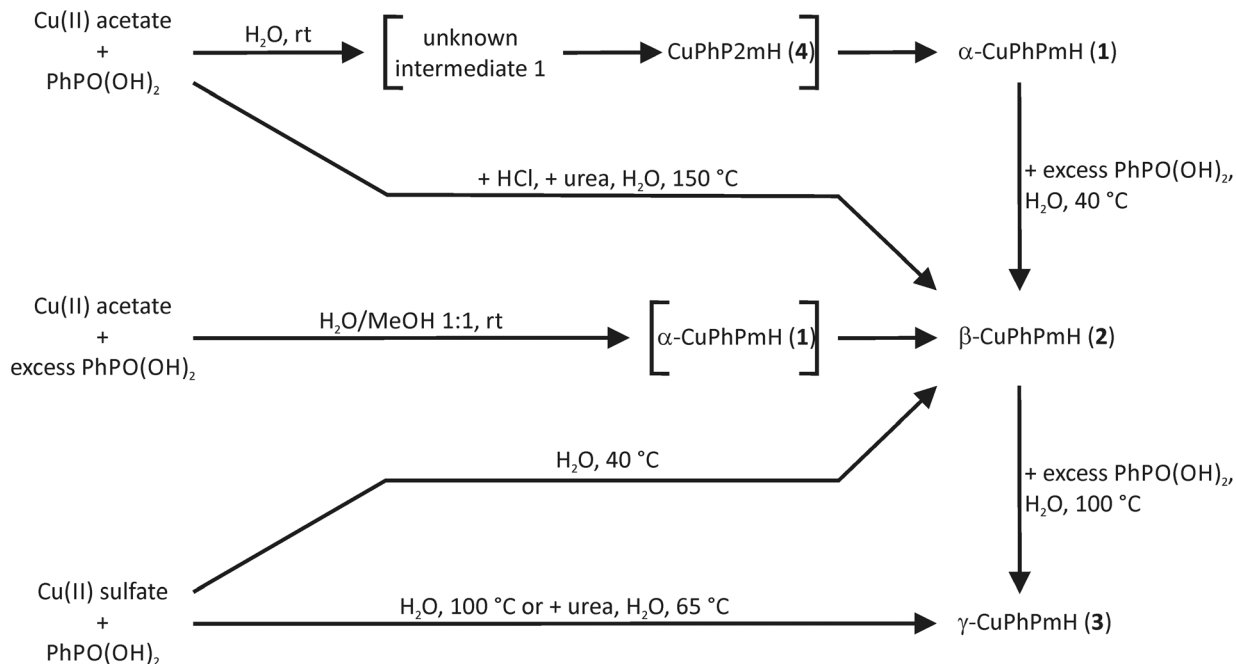 Cu(II) acetate
+
PhPO(OH)₂
H₂O, rt
unknown
intermediate 1
CuPhP2mH (4)
α-CuPhPmH (1)
+ HCl, + urea, H₂O, 150 °C
+ excess PhPO(OH)₂,
H₂O, 40 °C
Cu(II) acetate
+
excess PhPO(OH)₂
H₂O/MeOH 1:1, rt
α-CuPhPmH (1)
β-CuPhPmH (2)
H₂O, 40 °C
+ excess PhPO(OH)₂,
H₂O, 100 °C
Cu(II) sulfate
+
PhPO(OH)₂
H₂O, 100 °C or + urea, H₂O, 65 °C
γ-CuPhPmH (3)